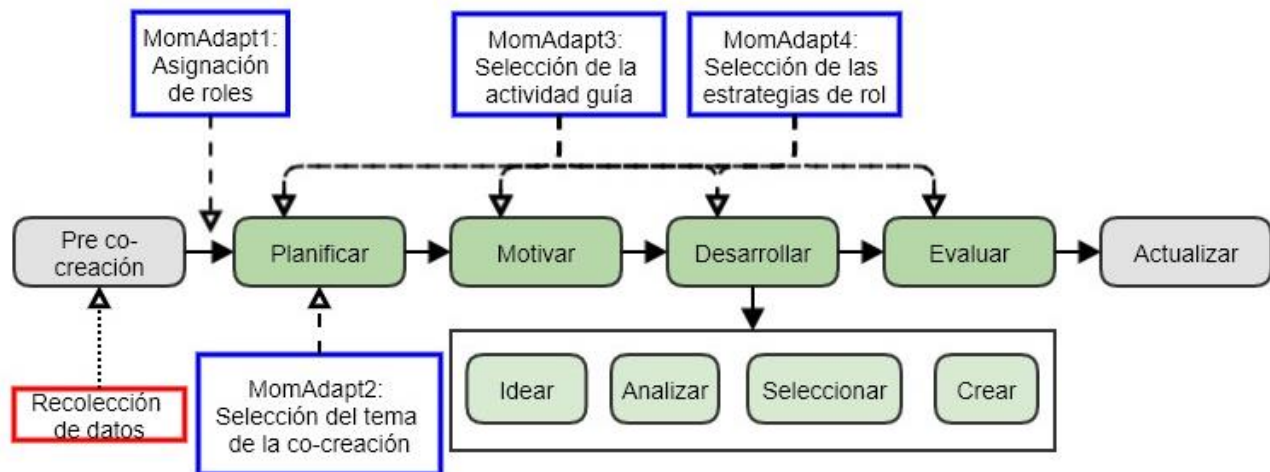 MomAdapt1:
Asignación
de roles
MomAdapt3:
Selección de la
actividad guía
MomAdapt4:
Selección de las
estrategias de rol
Pre co-
creación
Planificar
Motivar
Desarrollar
Evaluar
Actualizar
Recolección
de datos
MomAdapt2:
Selección del tema
de la co-creación
Idear
Analizar
Seleccionar
Crear